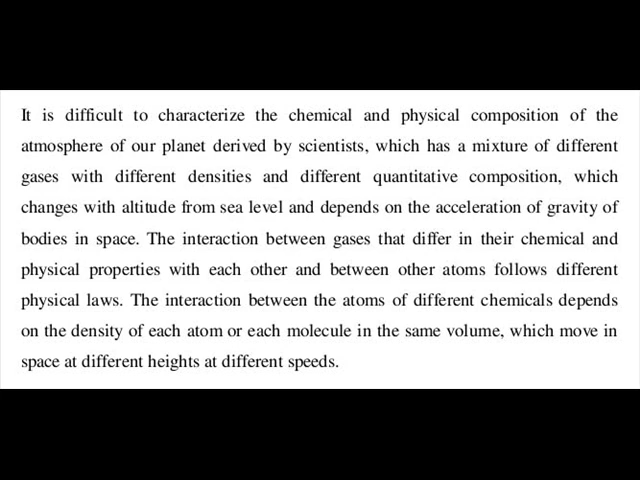 It is difficult to characterize the chemical and physical composition of the
atmosphere of our planet derived by scientists, which has a mixture of different
gases with different densities and different quantitative composition, which
changes with altitude from sea level and depends on the acceleration of gravity of
bodies in space. The interaction between gases that differ in their chemical and
physical properties with each other and between other atoms follows different
physical laws. The interaction between the atoms of different chemicals depends
on the density of each atom or each molecule in the same volume, which move in
space at different heights at different speeds.